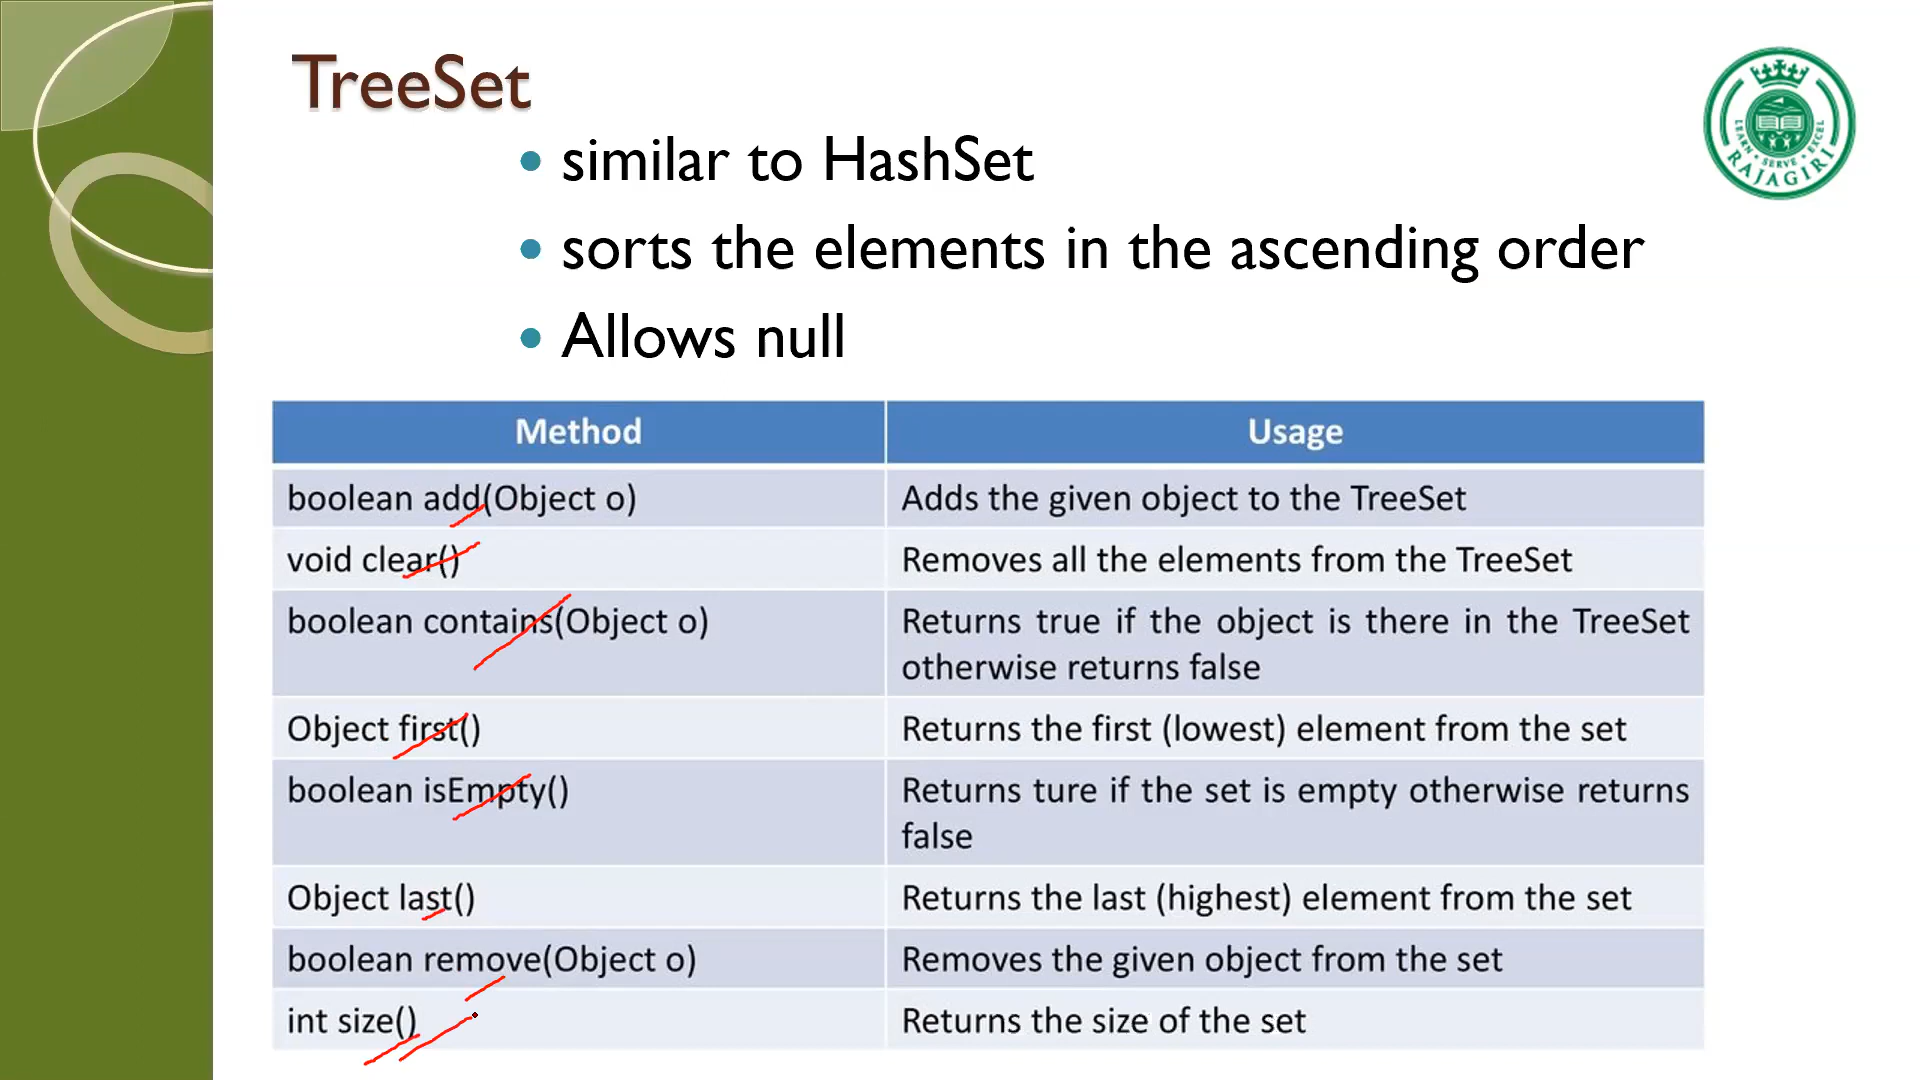 TreeSet
similar to HashSet
sorts the elements in the ascending order
Allows null
LEARN • SERVE • EXCEL
RAJAGIRI
Method Usage
boolean add(Object o) Adds the given object to the TreeSet
void clear() Removes all the elements from the TreeSet
boolean contains(Object o) Returns true if the object is there in the TreeSet
otherwise returns false
Object first() Returns the first (lowest) element from the set
boolean isEmpty() Returns ture if the set is empty otherwise returns
false
Object last() Returns the last (highest) element from the set
boolean remove(Object o) Removes the given object from the set
int size() Returns the size of the set